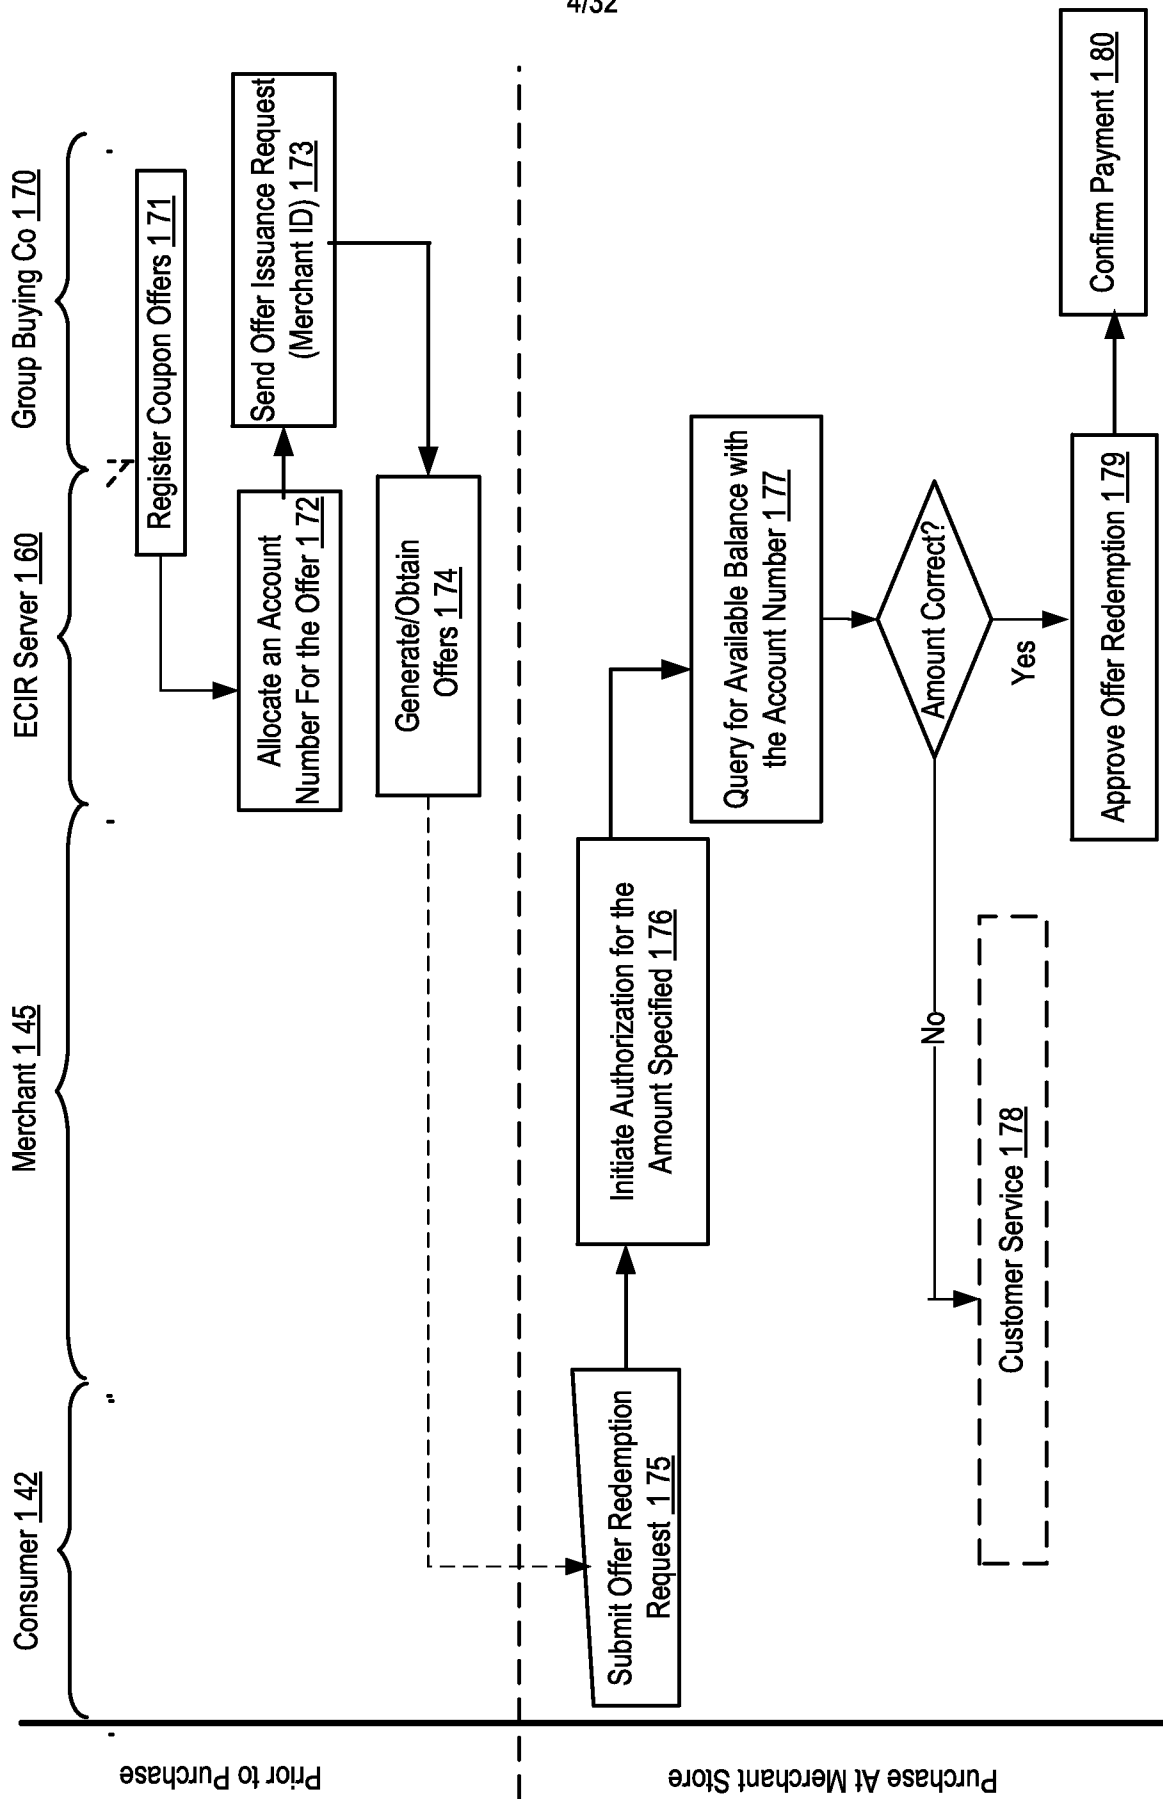 4/32
Consumer 142
Merchant 145
ECIR Server 160
Group Buying Co 170
Prior to Purchase
Register Coupon Offers 171
Allocate an Account
Number For the Offer 172
Send Offer Issuance Request
(Merchant ID) 173
Generate/Obtain
Offers 174
Purchase At Merchant Store
Submit Offer Redemption
Request 175
Initiate Authorization for the
Amount Specified 176
Query for Available Balance with
the Account Number 177
Amount Correct?
No
Yes
Customer Service 178
Approve Offer Redemption 179
Confirm Payment 180